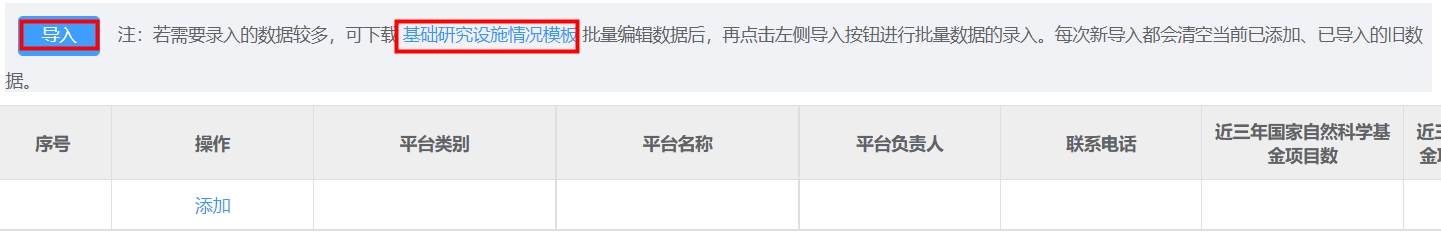 导入 注：若需要录入的数据较多，可下载 基础研究设施情况模板 批量编辑数据后，再点击左侧导入按钮进行批量数据的录入。每次新导入都会清空当前已添加、已导入的旧数
据。
序号 操作 平台类别 平台名称 平台负责人 联系电话 近三年国家自然科学基 近三
金项目数
添加